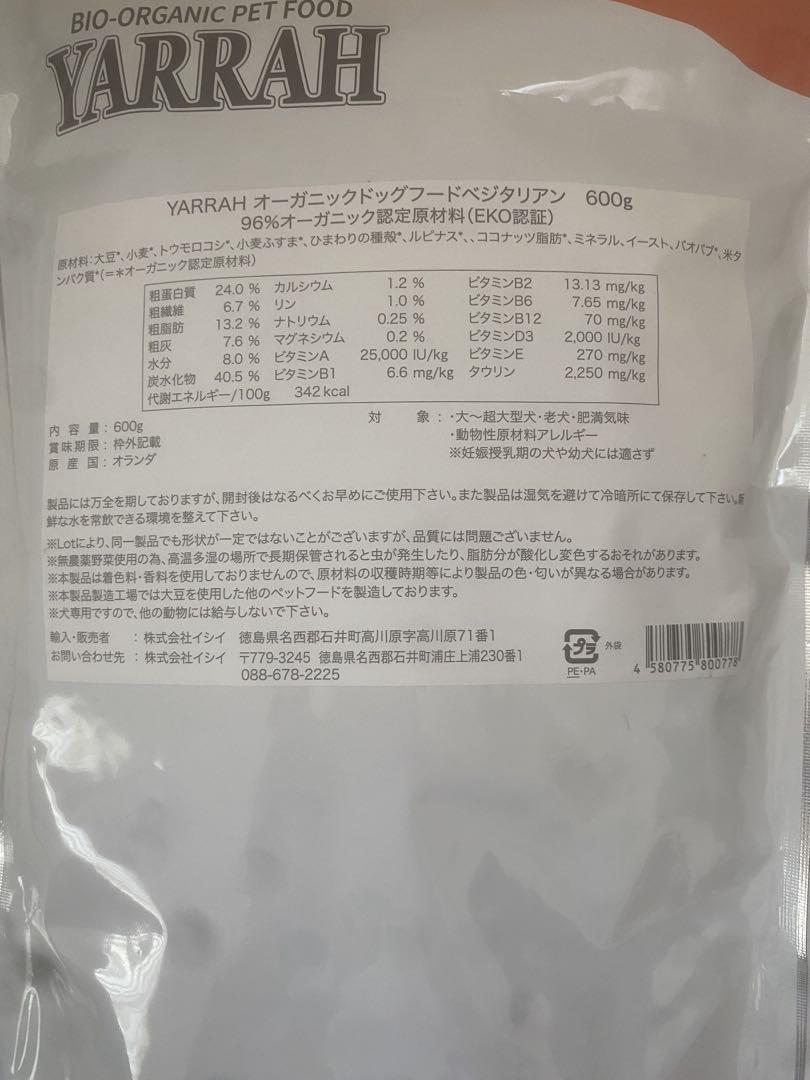 BIO-ORGANIC PET FOOD
YARRAH
YARRAH オーガニックドッグフードベジタリアン 600g
96%オーガニック認定原材料(EKO認証)
原材料:大豆*、小麦*、トウモロコシ*、小麦ふすま*、ひまわりの種殻*、ルピナス*、、ココナッツ脂肪*、ミネラル、イースト、バオバブ*、米タ
ンパク質*(=*オーガニック認定原材料)
粗蛋白質 24.0 % カルシウム 1.2 % ビタミンB2 13.13 mg/kg
粗繊維 6.7 % リン 1.0 % ビタミンB6 7.65 mg/kg
粗脂肪 13.2 % ナトリウム 0.25 % ビタミンB12 70 mg/kg
粗灰 7.6 % マグネシウム 0.2 % ビタミンD3 2,000 IU/kg
水分 8.0 % ビタミンA 25,000 IU/kg ビタミンE 270 mg/kg
炭水化物 40.5 % ビタミンB1 6.6 mg/kg タウリン 2,250 mg/kg
代謝エネルギー/100g 342kcal
内容量:600g
賞味期限:枠外記載
原産国:オランダ
対象:・大〜超大型犬・老犬・肥満気味
・動物性原材料アレルギー
※妊娠授乳期の犬や幼犬には適さず
製品には万全を期しておりますが、開封後はなるべくお早めにご使用下さい。また製品は湿気を避けて冷暗所にて保存して下さい。新
鮮な水を常飲できる環境を整えて下さい。
※Lotにより、同一製品でも形状が一定ではないことがございますが、品質には問題ございません。
※無農薬野菜使用の為、高温多湿の場所で長期保管されると虫が発生したり、脂肪分が酸化し変色するおそれがあります。
※本製品は着色料・香料を使用しておりませんので、原材料の収穫時期等により製品の色・匂いが異なる場合があります。
※本製品製造工場では大豆を使用した他のペットフードを製造しております。
※犬専用ですので、他の動物には給与しないで下さい。
輸入・販売者 : 株式会社イシイ 徳島県名西郡石井町高川原字高川原71番1
お問い合わせ先 : 株式会社イシイ 〒779-3245 徳島県名西郡石井町浦庄上浦230番1
088-678-2225
プラ 外袋
PE・PA
4 580775 800778